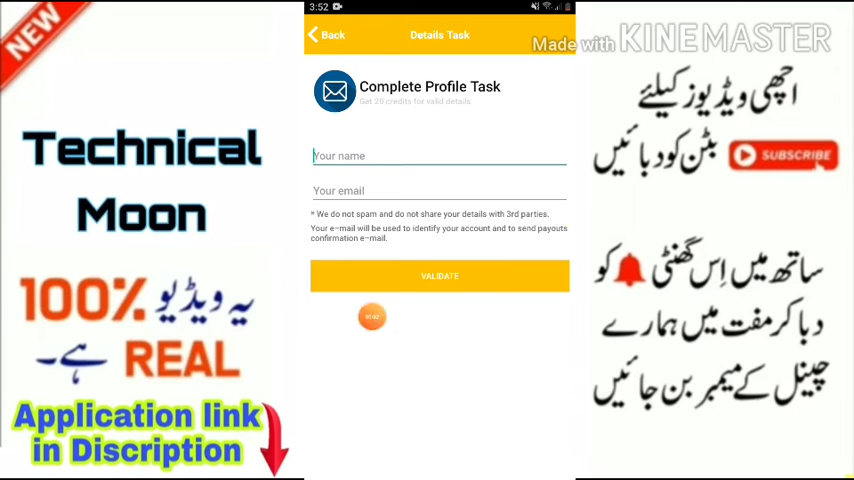 NEW
Technical
Moon
یہ ویڈیو 100%
REAL ہے۔
Application link
in Discription
3:52
Back
Details Task
Complete Profile Task
Get 20 credits for valid details
Your name
Your email
* We do not spam and do not share your details with 3rd parties.
Your e-mail will be used to identify your account and to send payouts
confirmation e-mail.
VALIDATE
Made with KINEMASTER
اچھی ویڈیوز کیلئے
SUBSCRIBE بٹن کو دبائیں
ساتھ میں اِس گھنٹی کو
دبا کر مفت میں ہمارے
چینل کے میمبر بن جائیں